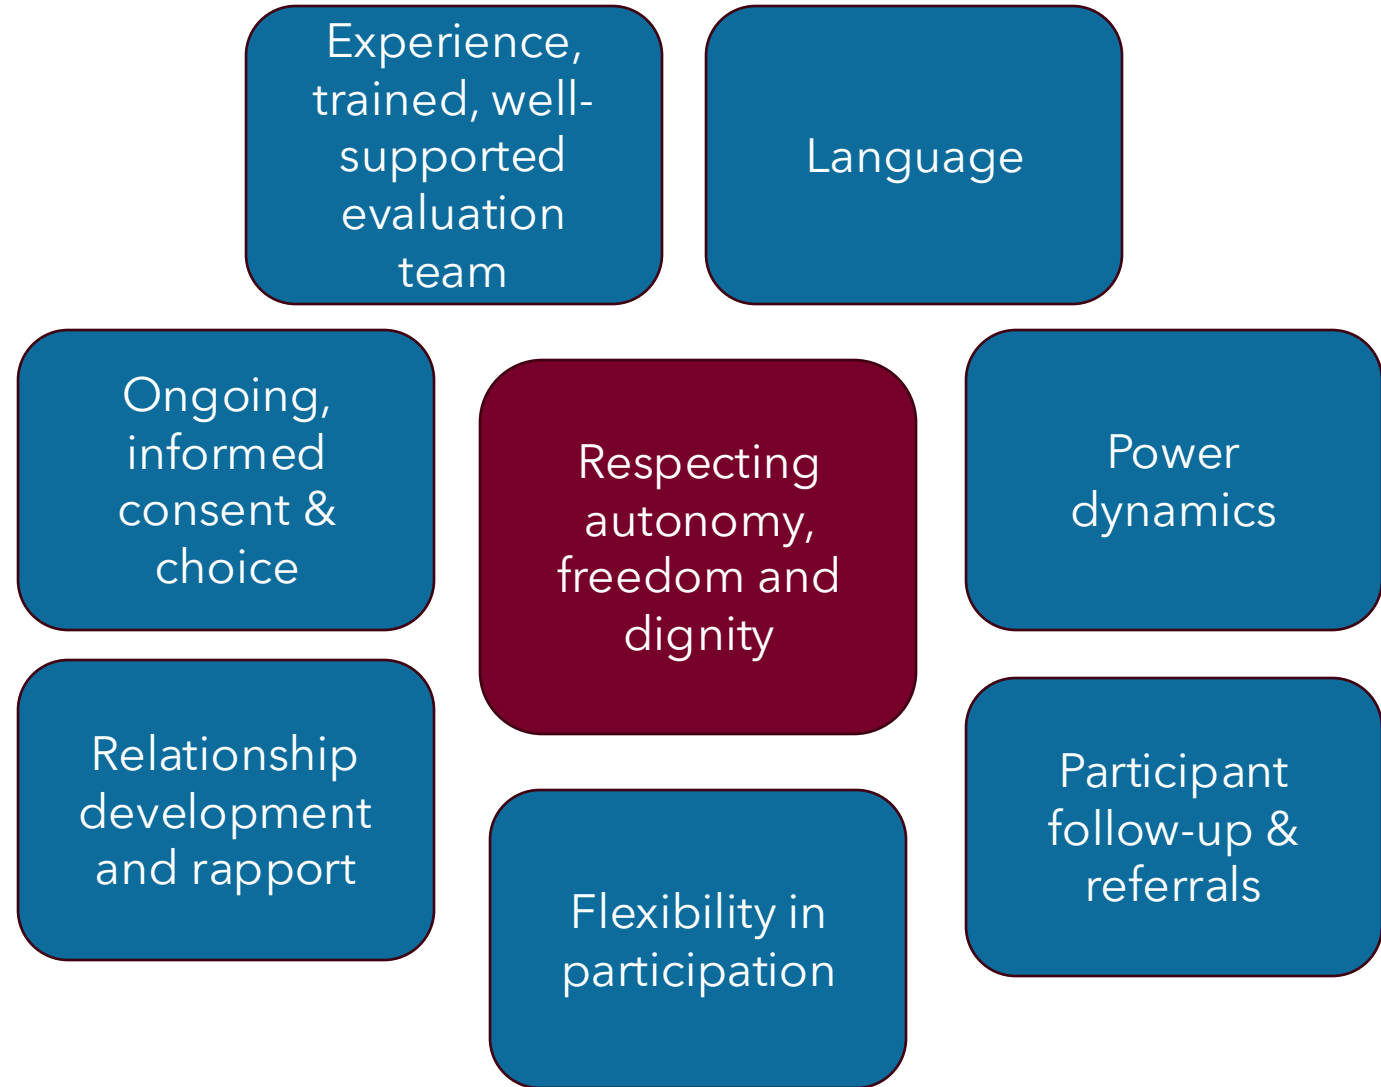 Experience,
trained, well-
supported
evaluation
team
Language
Ongoing,
informed
consent &
choice
Respecting
autonomy,
freedom and
dignity
Power
dynamics
Relationship
development
and rapport
Flexibility in
participation
Participant
follow-up &
referrals